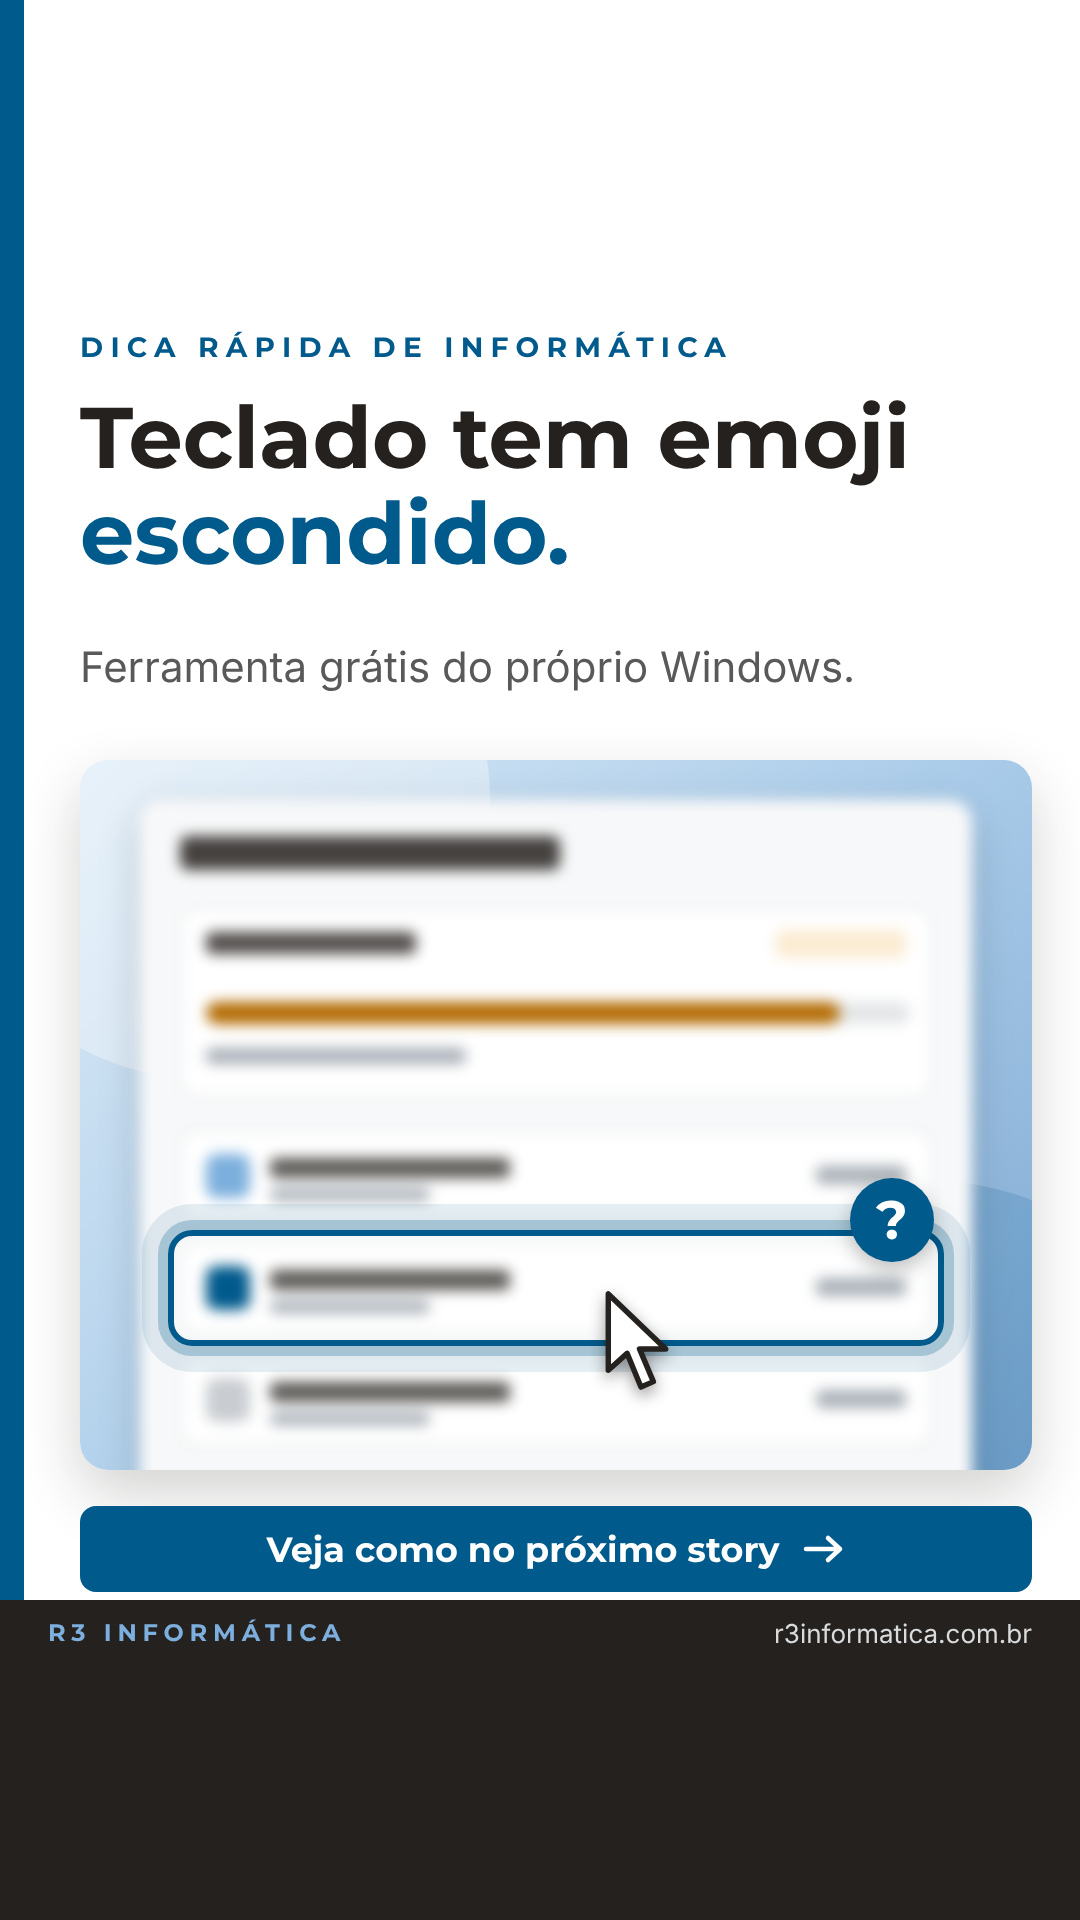 DICA RÁPIDA DE INFORMÁTICA
Teclado tem emoji
escondido.
Ferramenta grátis do próprio Windows.
?
Veja como no próximo story →
R3 INFORMÁTICA
r3informatica.com.br